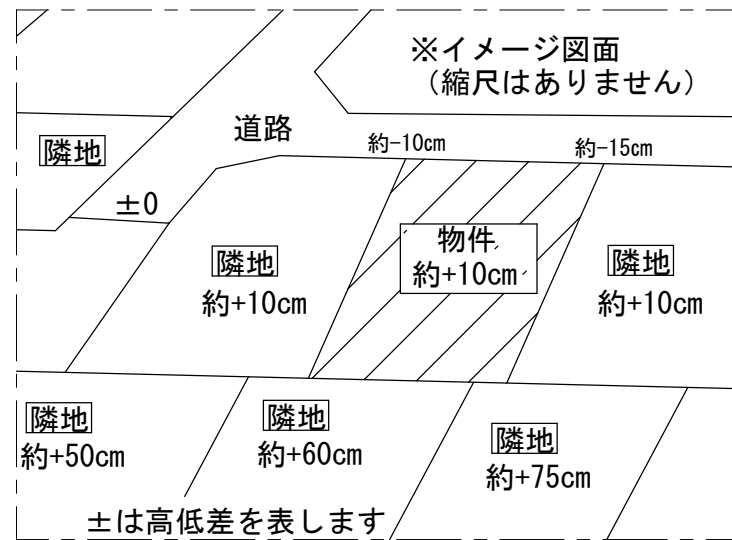 ※イメージ図面
（縮尺はありません）
道路
約-10cm
約-15cm
隣地
±0
物件
約+10cm
隣地
約+10cm
隣地
約+10cm
隣地
約+50cm
隣地
約+60cm
隣地
約+75cm
±は高低差を表します